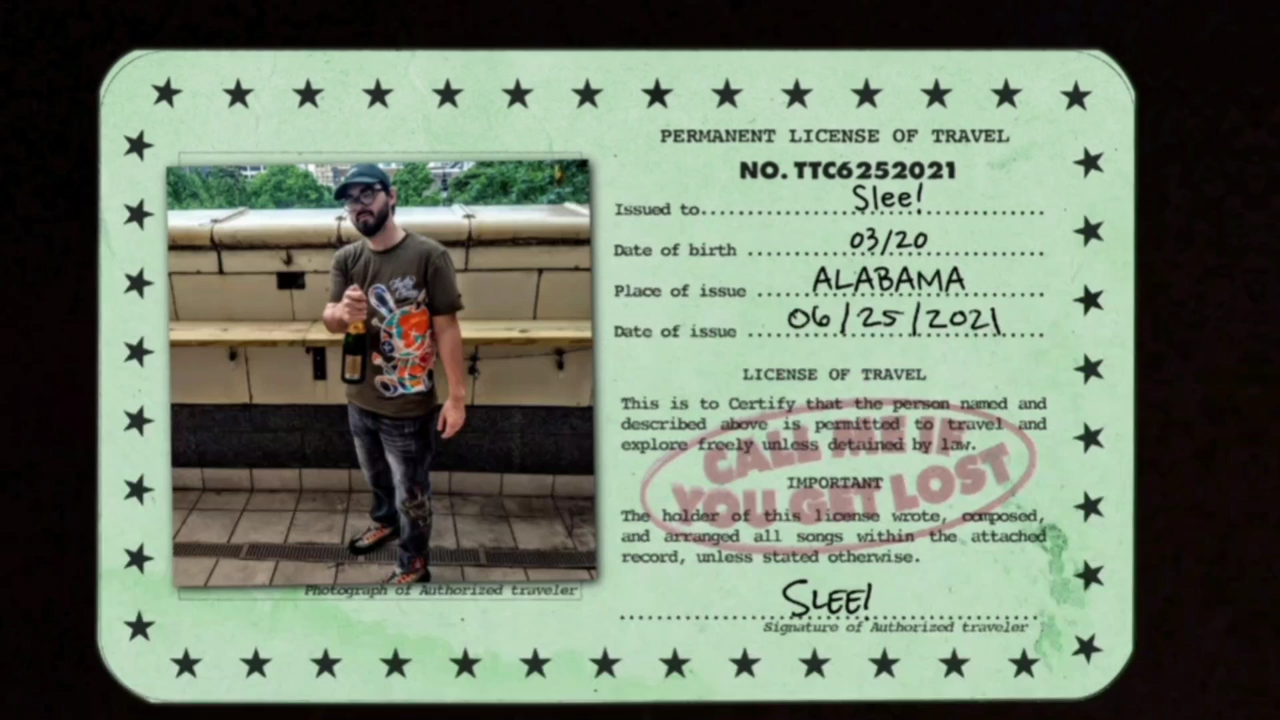 PERMANENT LICENSE OF TRAVEL
NO. TTC6252021
Issued to.......... Slee!
Date of birth .......... 03/20
Place of issue .......... ALABAMA
Date of issue .......... 06/25/2021
LICENSE OF TRAVEL
This is to Certify that the person named and
described above is permitted to travel and
explore freely unless detained by law.
CALL ME IF
YOU GET LOST
IMPORTANT
The holder of this license wrote, composed,
and arranged all songs within the attached
record, unless stated otherwise.
Photograph of Authorized traveler
SLEE!
Signature of Authorized traveler